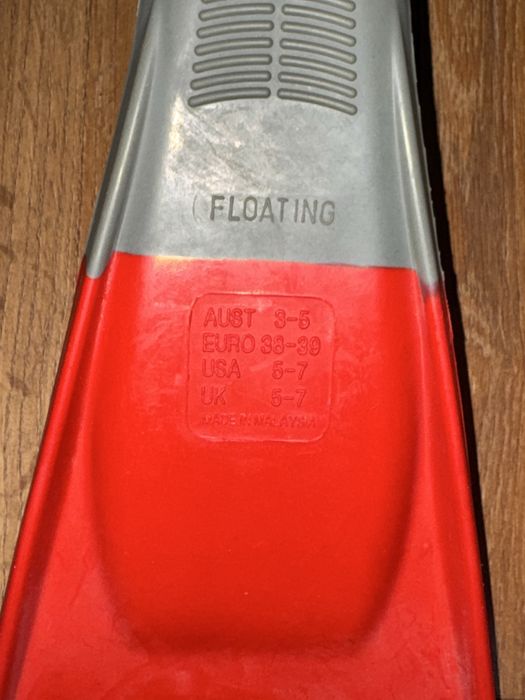 FLOATING
AUST 3-5
EURO 38-39
USA 5-7
UK 5-7
MADE IN MALAYSIA